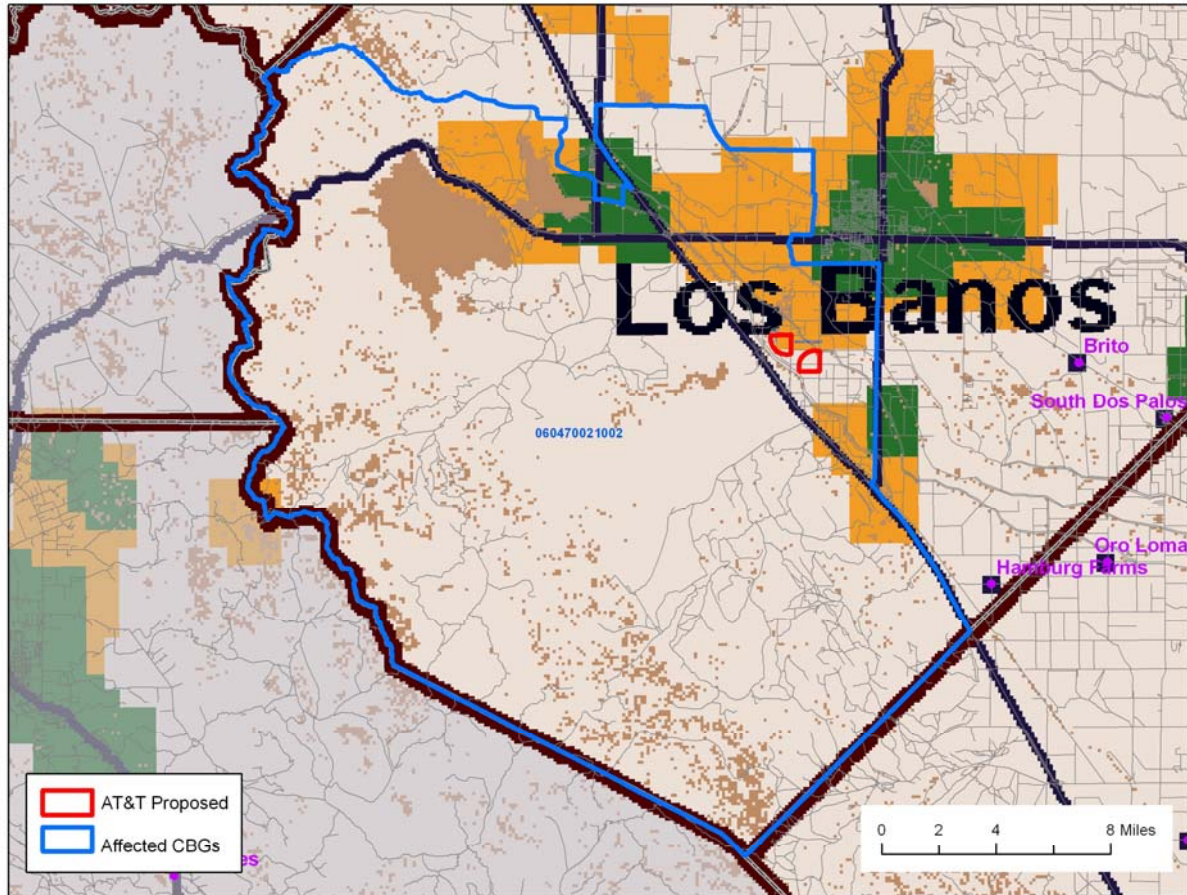 Los Banos
Brito
South Dos Palos
060470021002
Oro Loma
Hamburg Farms
AT&T Proposed
Affected CBGs
0 2 4 8 Miles